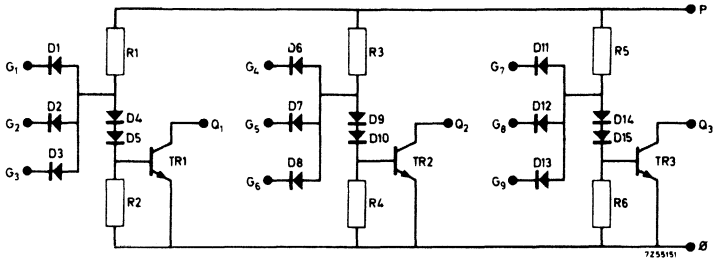 P
D1 R1 D6 R3 D11 R5
G1 G4 G7
D2 D4 D7 D9 D12 D14
G2 D5 Q1 G5 D10 Q2 G8 D15 Q3
D3 TR1 D8 TR2 D13 TR3
G3 G6 G9
R2 R4 R6
Ø
7Z55151